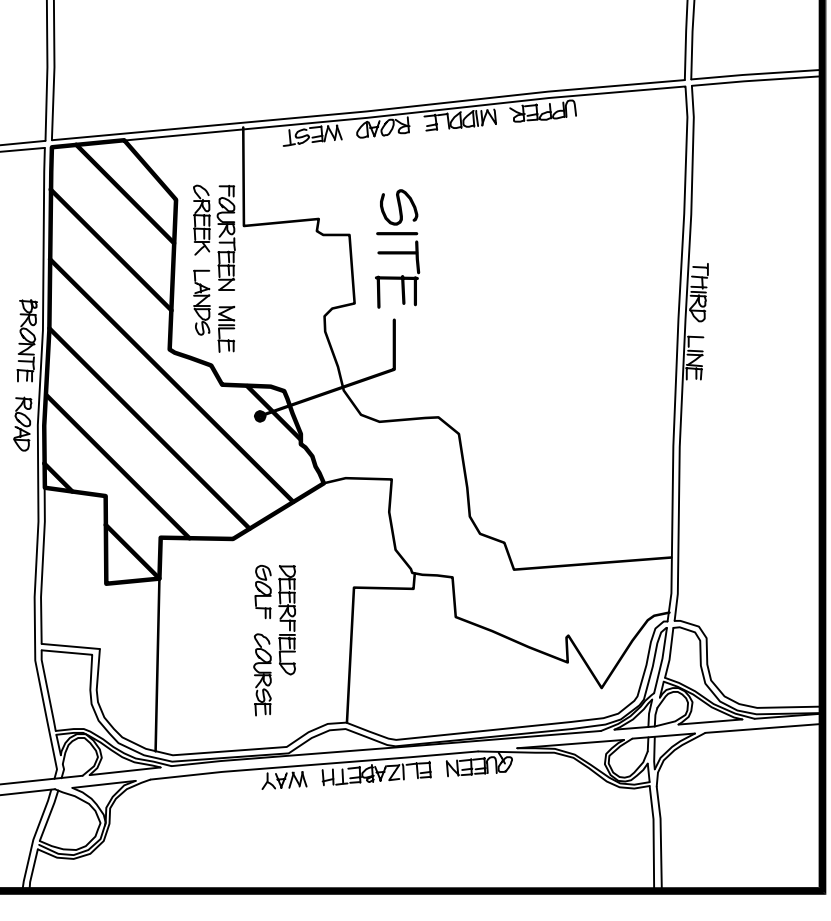 UPPER MIDDLE ROAD WEST
SITE
FOURTEEN MILE
CREEK LANDS
THIRD LINE
BRONTE ROAD
DEERFIELD
GOLF COURSE
QUEEN ELIZABETH WAY